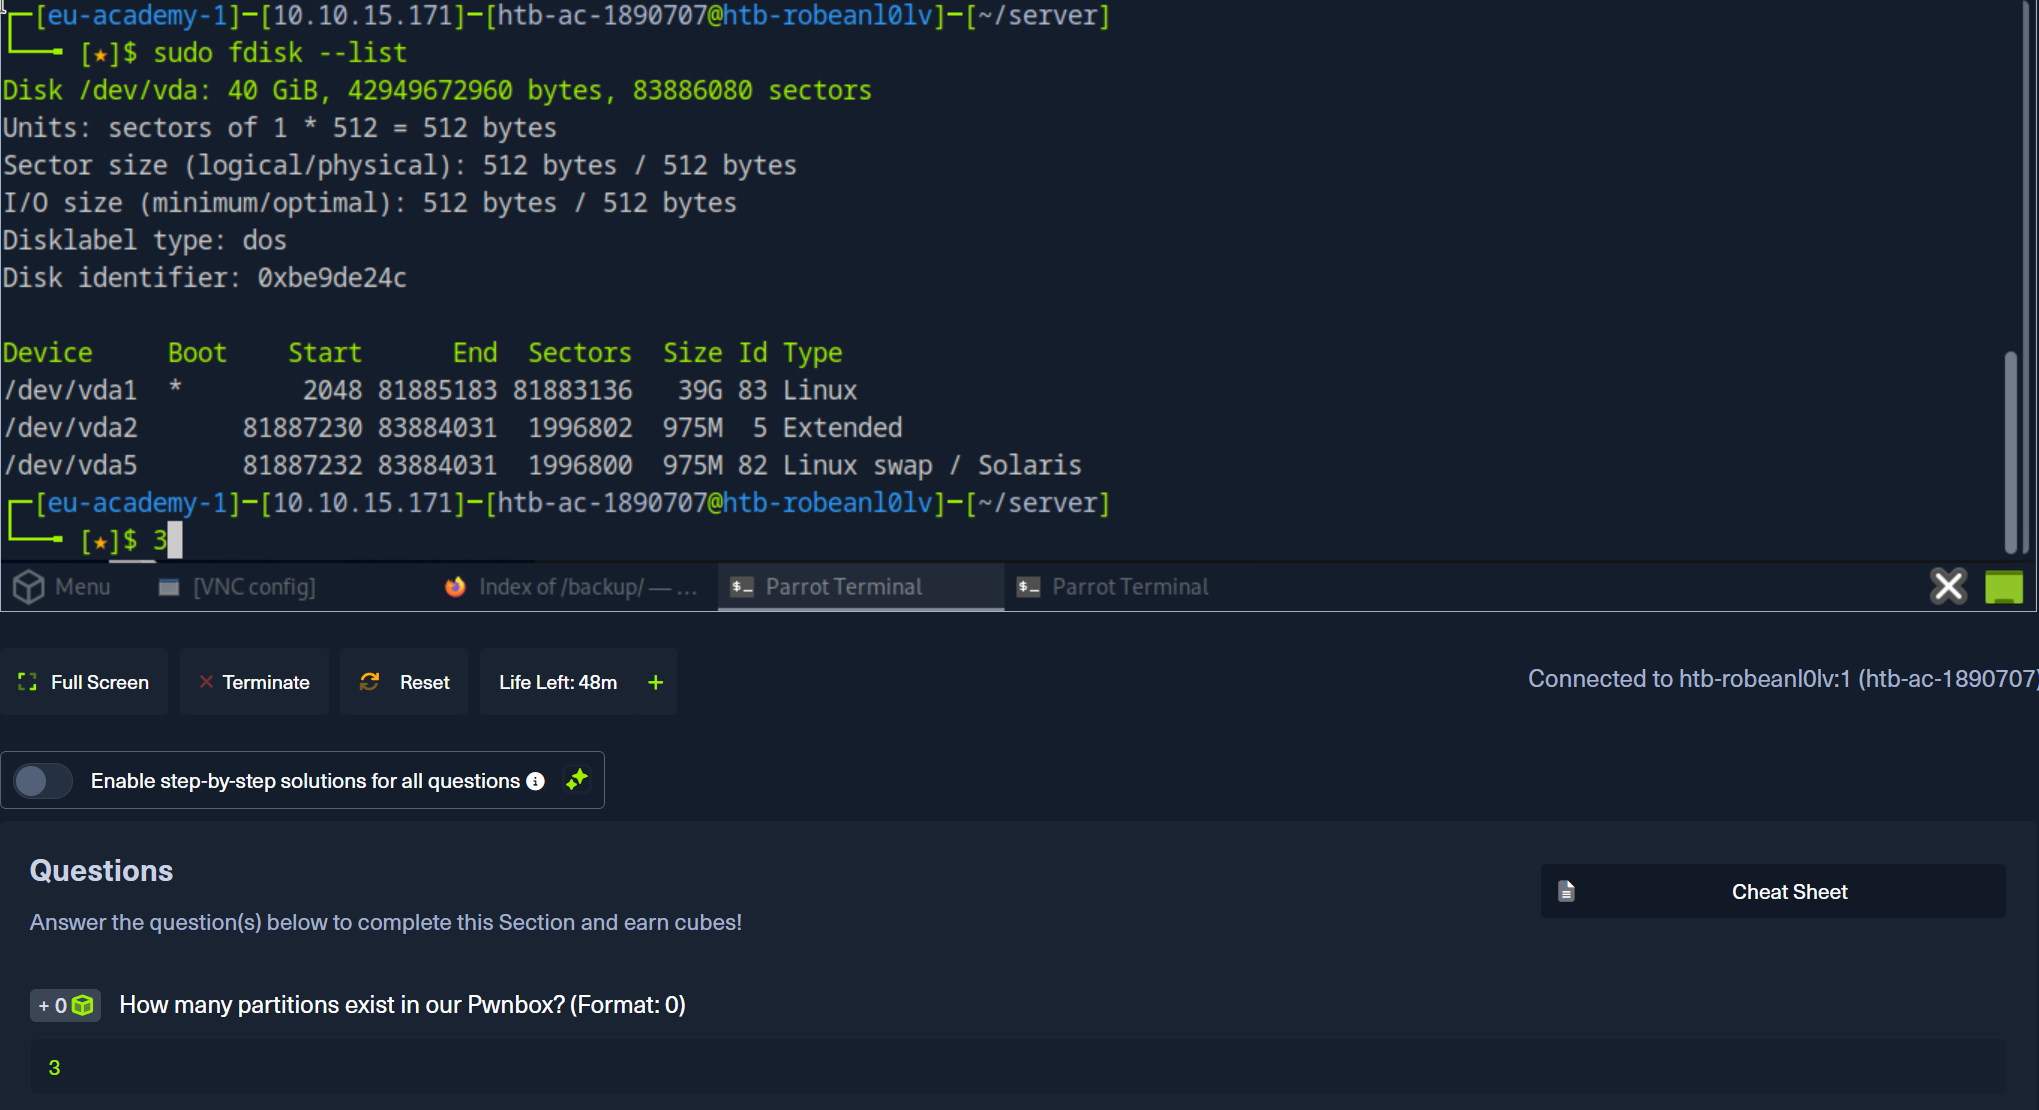 [eu-academy-1]─[10.10.15.171]─[htb-ac-1890707@htb-robeanl0lv]─[~/server]
[★]$ sudo fdisk --list
Disk /dev/vda: 40 GiB, 42949672960 bytes, 83886080 sectors
Units: sectors of 1 * 512 = 512 bytes
Sector size (logical/physical): 512 bytes / 512 bytes
I/O size (minimum/optimal): 512 bytes / 512 bytes
Disklabel type: dos
Disk identifier: 0xbe9de24c
Device     Boot    Start      End  Sectors  Size Id Type
/dev/vda1  *        2048 81885183 81883136   39G 83 Linux
/dev/vda2       81887230 83884031  1996802  975M  5 Extended
/dev/vda5       81887232 83884031  1996800  975M 82 Linux swap / Solaris
[eu-academy-1]─[10.10.15.171]─[htb-ac-1890707@htb-robeanl0lv]─[~/server]
[★]$ 3
Menu [VNC config] Index of /backup/ — ... Parrot Terminal Parrot Terminal
Full Screen Terminate Reset Life Left: 48m + Connected to htb-robeanl0lv:1 (htb-ac-1890707)
Enable step-by-step solutions for all questions
Questions
Cheat Sheet
Answer the question(s) below to complete this Section and earn cubes!
+ 0 How many partitions exist in our Pwnbox? (Format: 0)
3